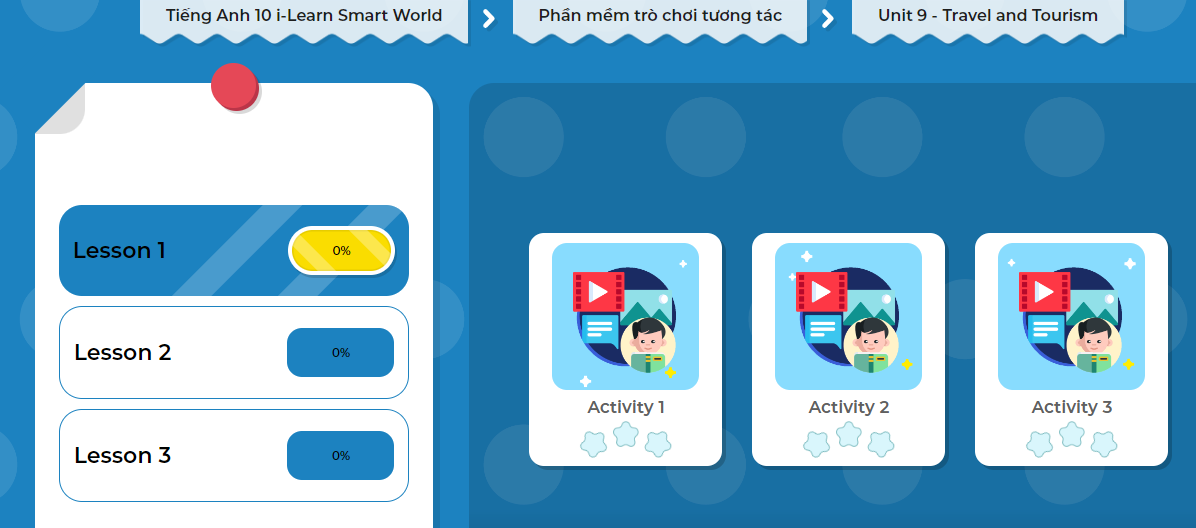 Tiếng Anh 10 i-Learn Smart World
Phần mềm trò chơi tương tác
Unit 9 - Travel and Tourism
Lesson 1
0%
Lesson 2
0%
Lesson 3
0%
Activity 1
Activity 2
Activity 3